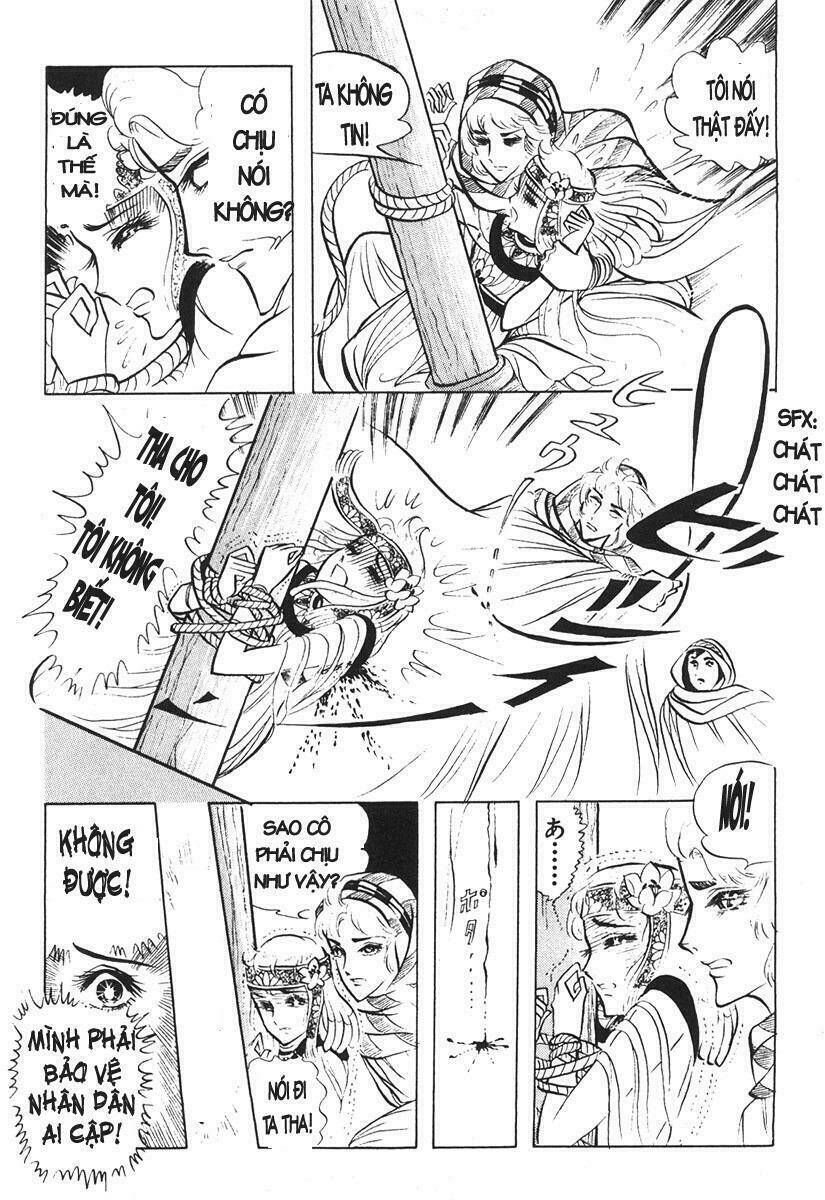 TÔI NÓI
THẬT ĐẤY!
TA KHÔNG
TIN!
CÓ
CHỊU
NÓI
KHÔNG?
ĐÚNG
LÀ
THẾ
MÀ!
SFX:
CHÁT
CHÁT
CHÁT
THA CHO
TÔI!
TÔI KHÔNG
BIẾT!
NÓI!
あ……
ポタ……
SAO CÔ
PHẢI CHỊU
NHƯ VẬY?
NÓI ĐI
TA THA!
KHÔNG
ĐƯỢC!
MÌNH PHẢI
BẢO VỆ
NHÂN DÂN
AI CẬP!